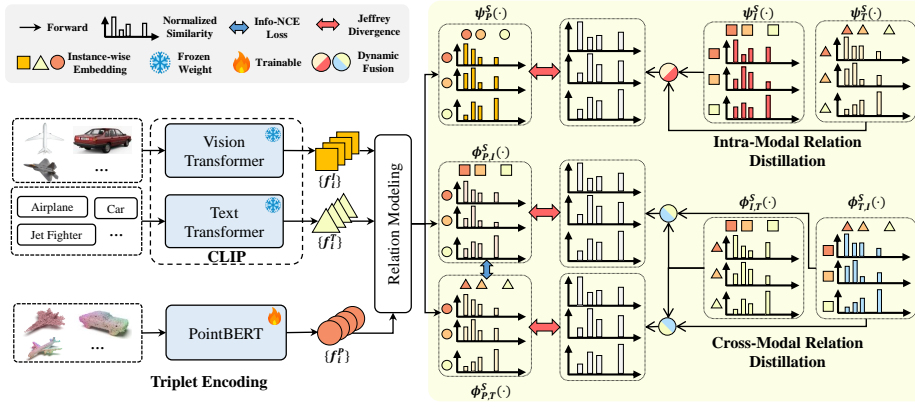 Forward
Normalized
Similarity
Info-NCE
Loss
Jeffrey
Divergence
Instance-wise
Embedding
Frozen
Weight
Trainable
Dynamic
Fusion
Vision
Transformer
{f_i^I}
Airplane
Car
Jet Fighter
...
...
Text
Transformer
{f_i^T}
CLIP
PointBERT
{f_i^P}
...
Triplet Encoding
Relation Modeling
ψ_P^S(·)
ψ_I^S(·)
ψ_T^S(·)
Intra-Modal Relation
Distillation
ϕ_{P,I}^S(·)
ϕ_{I,T}^S(·)
ϕ_{T,I}^S(·)
Cross-Modal Relation
Distillation
ϕ_{P,T}^S(·)